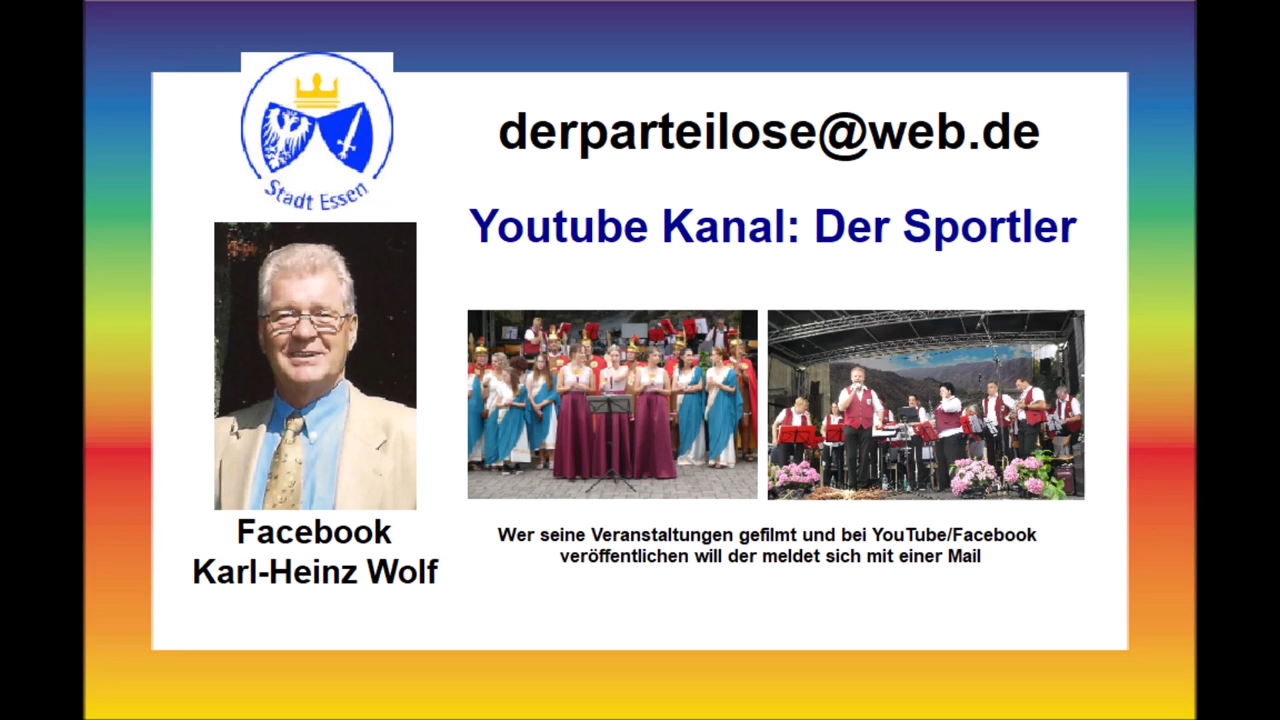 Stadt Essen
derparteilose@web.de
Youtube Kanal: Der Sportler
Facebook
Karl-Heinz Wolf
Wer seine Veranstaltungen gefilmt und bei YouTube/Facebook
veröffentlichen will der meldet sich mit einer Mail